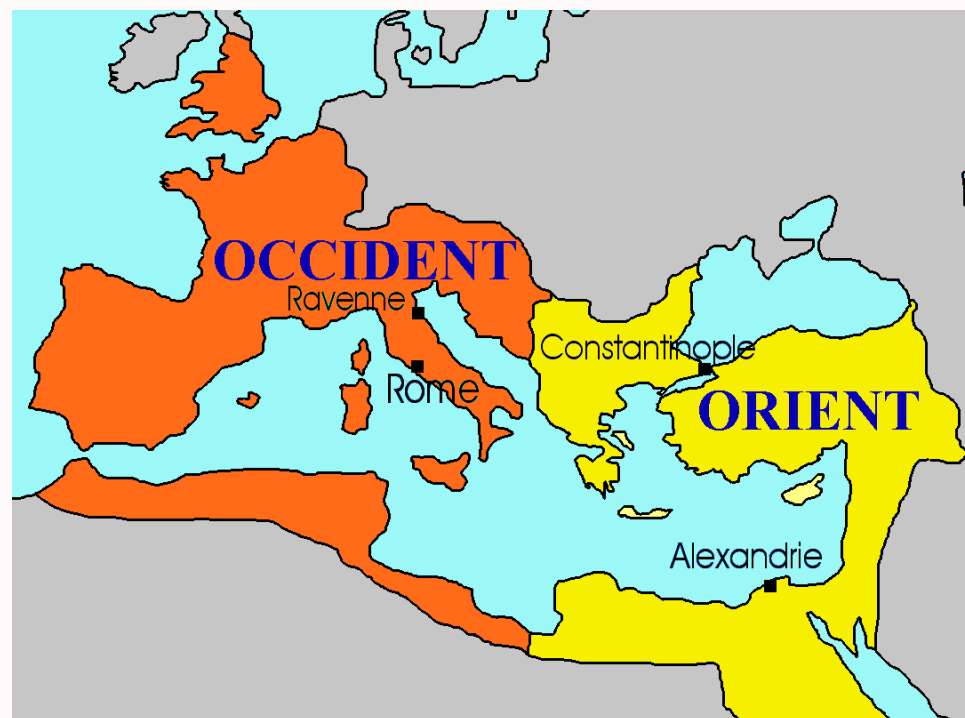 OCCIDENT
Ravenne
Constantinople
Rome
ORIENT
Alexandrie